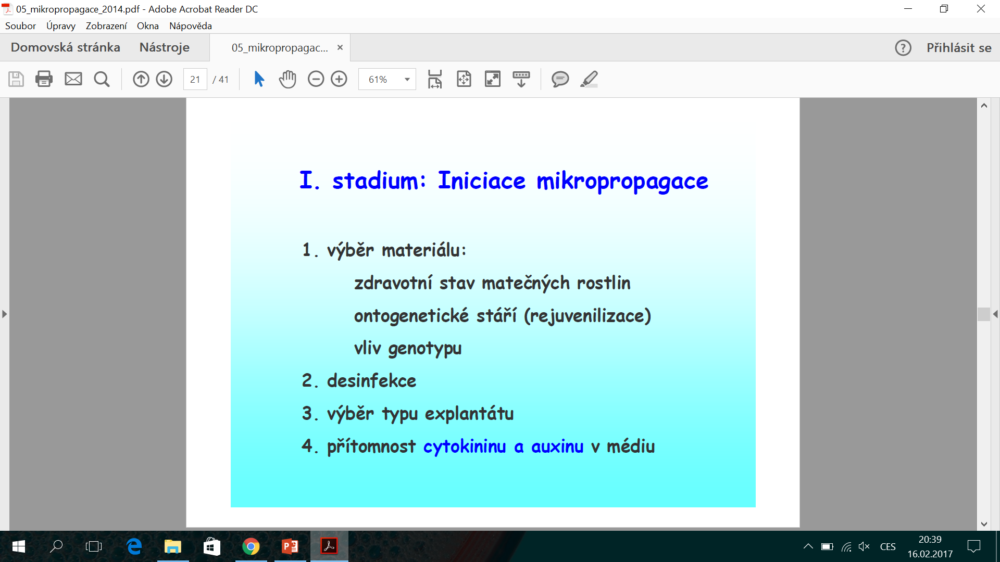 05_mikropropagace_2014.pdf - Adobe Acrobat Reader DC
Soubor Úpravy Zobrazení Okna Nápověda
Domovská stránka Nástroje 05_mikropropagac... × ? Přihlásit se
21 / 41 61%
I. stadium: Iniciace mikropropagace
1. výběr materiálu:
zdravotní stav matečných rostlin
ontogenetické stáří (rejuvenilizace)
vliv genotypu
2. desinfekce
3. výběr typu explantátu
4. přítomnost cytokininu a auxinu v médiu
CES
20:39
16.02.2017